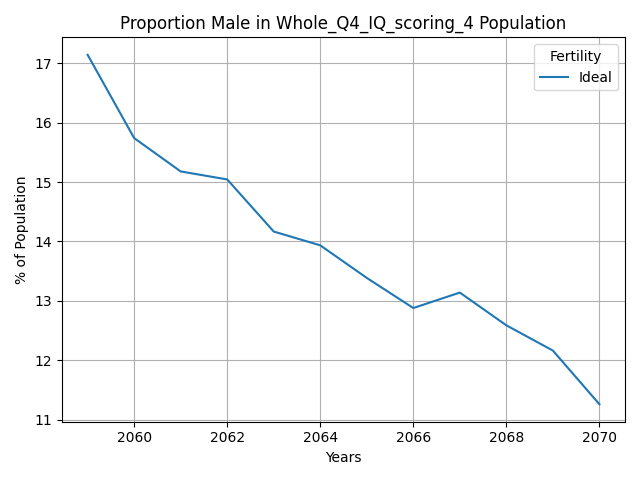 Proportion Male in Whole_Q4_IQ_scoring_4 Population
Fertility
Ideal
17
16
15
14
13
12
11
% of Population
2060 2062 2064 2066 2068 2070
Years